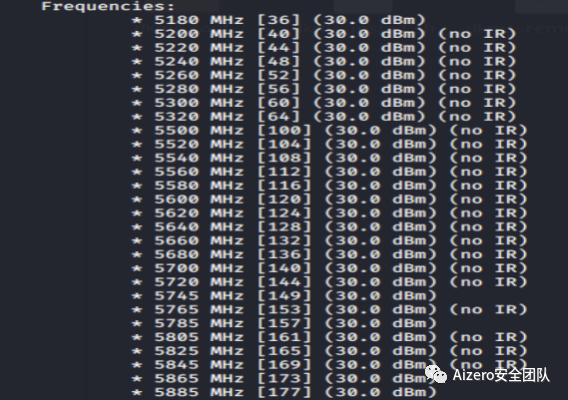 Frequencies:
* 5180 MHz [36] (30.0 dBm)
* 5200 MHz [40] (30.0 dBm) (no IR)
* 5220 MHz [44] (30.0 dBm) (no IR)
* 5240 MHz [48] (30.0 dBm) (no IR)
* 5260 MHz [52] (30.0 dBm) (no IR)
* 5280 MHz [56] (30.0 dBm) (no IR)
* 5300 MHz [60] (30.0 dBm) (no IR)
* 5320 MHz [64] (30.0 dBm) (no IR)
* 5500 MHz [100] (30.0 dBm) (no IR)
* 5520 MHz [104] (30.0 dBm) (no IR)
* 5540 MHz [108] (30.0 dBm) (no IR)
* 5560 MHz [112] (30.0 dBm) (no IR)
* 5580 MHz [116] (30.0 dBm) (no IR)
* 5600 MHz [120] (30.0 dBm) (no IR)
* 5620 MHz [124] (30.0 dBm) (no IR)
* 5640 MHz [128] (30.0 dBm) (no IR)
* 5660 MHz [132] (30.0 dBm) (no IR)
* 5680 MHz [136] (30.0 dBm) (no IR)
* 5700 MHz [140] (30.0 dBm) (no IR)
* 5720 MHz [144] (30.0 dBm) (no IR)
* 5745 MHz [149] (30.0 dBm)
* 5765 MHz [153] (30.0 dBm) (no IR)
* 5785 MHz [157] (30.0 dBm)
* 5805 MHz [161] (30.0 dBm) (no IR)
* 5825 MHz [165] (30.0 dBm) (no IR)
* 5845 MHz [169] (30.0 dBm) (no IR)
* 5865 MHz [173] (30.0 dBm)
* 5885 MHz [177] (30.0 dBm)
Aizero安全团队